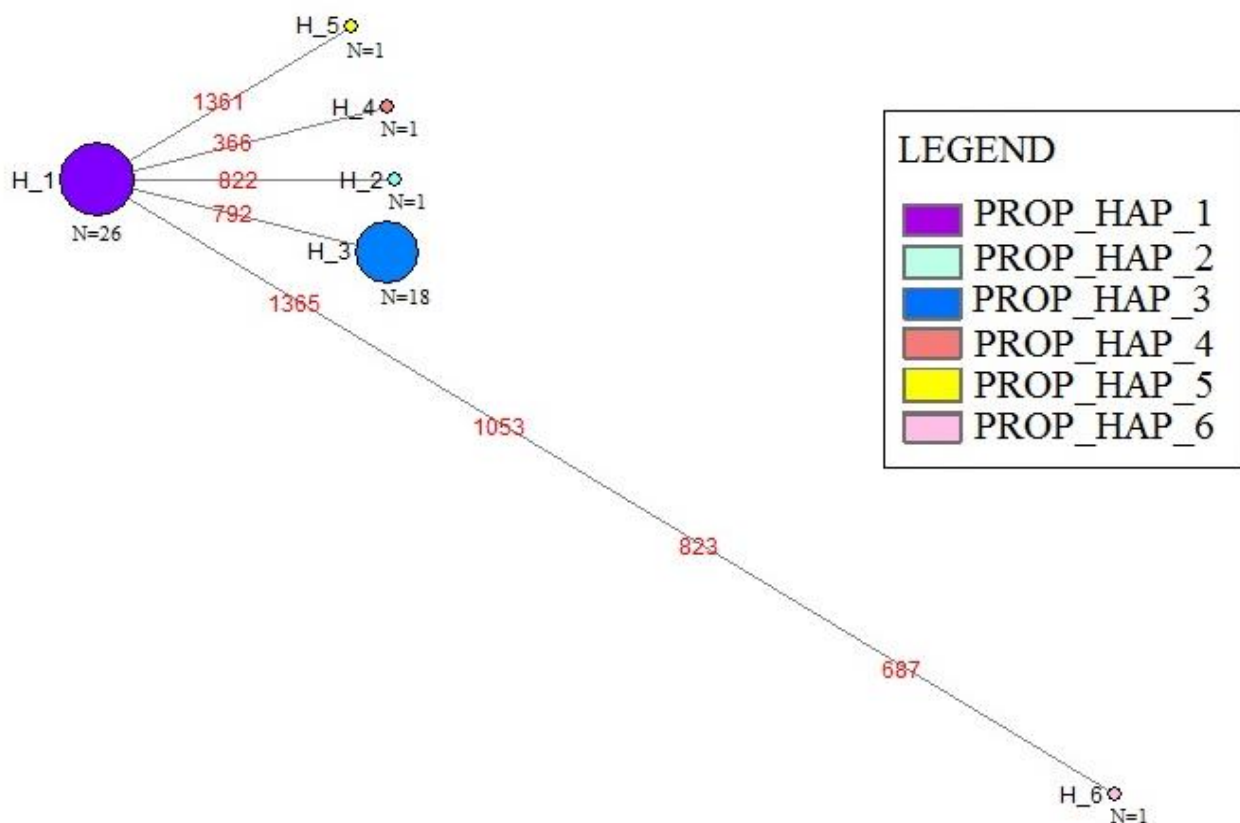 H_5
N=1
1361
H_4
N=1
366
H_1
N=26
822
H_2
N=1
792
H_3
N=18
1365
1053
823
687
H_6
N=1
LEGEND
PROP_HAP_1
PROP_HAP_2
PROP_HAP_3
PROP_HAP_4
PROP_HAP_5
PROP_HAP_6